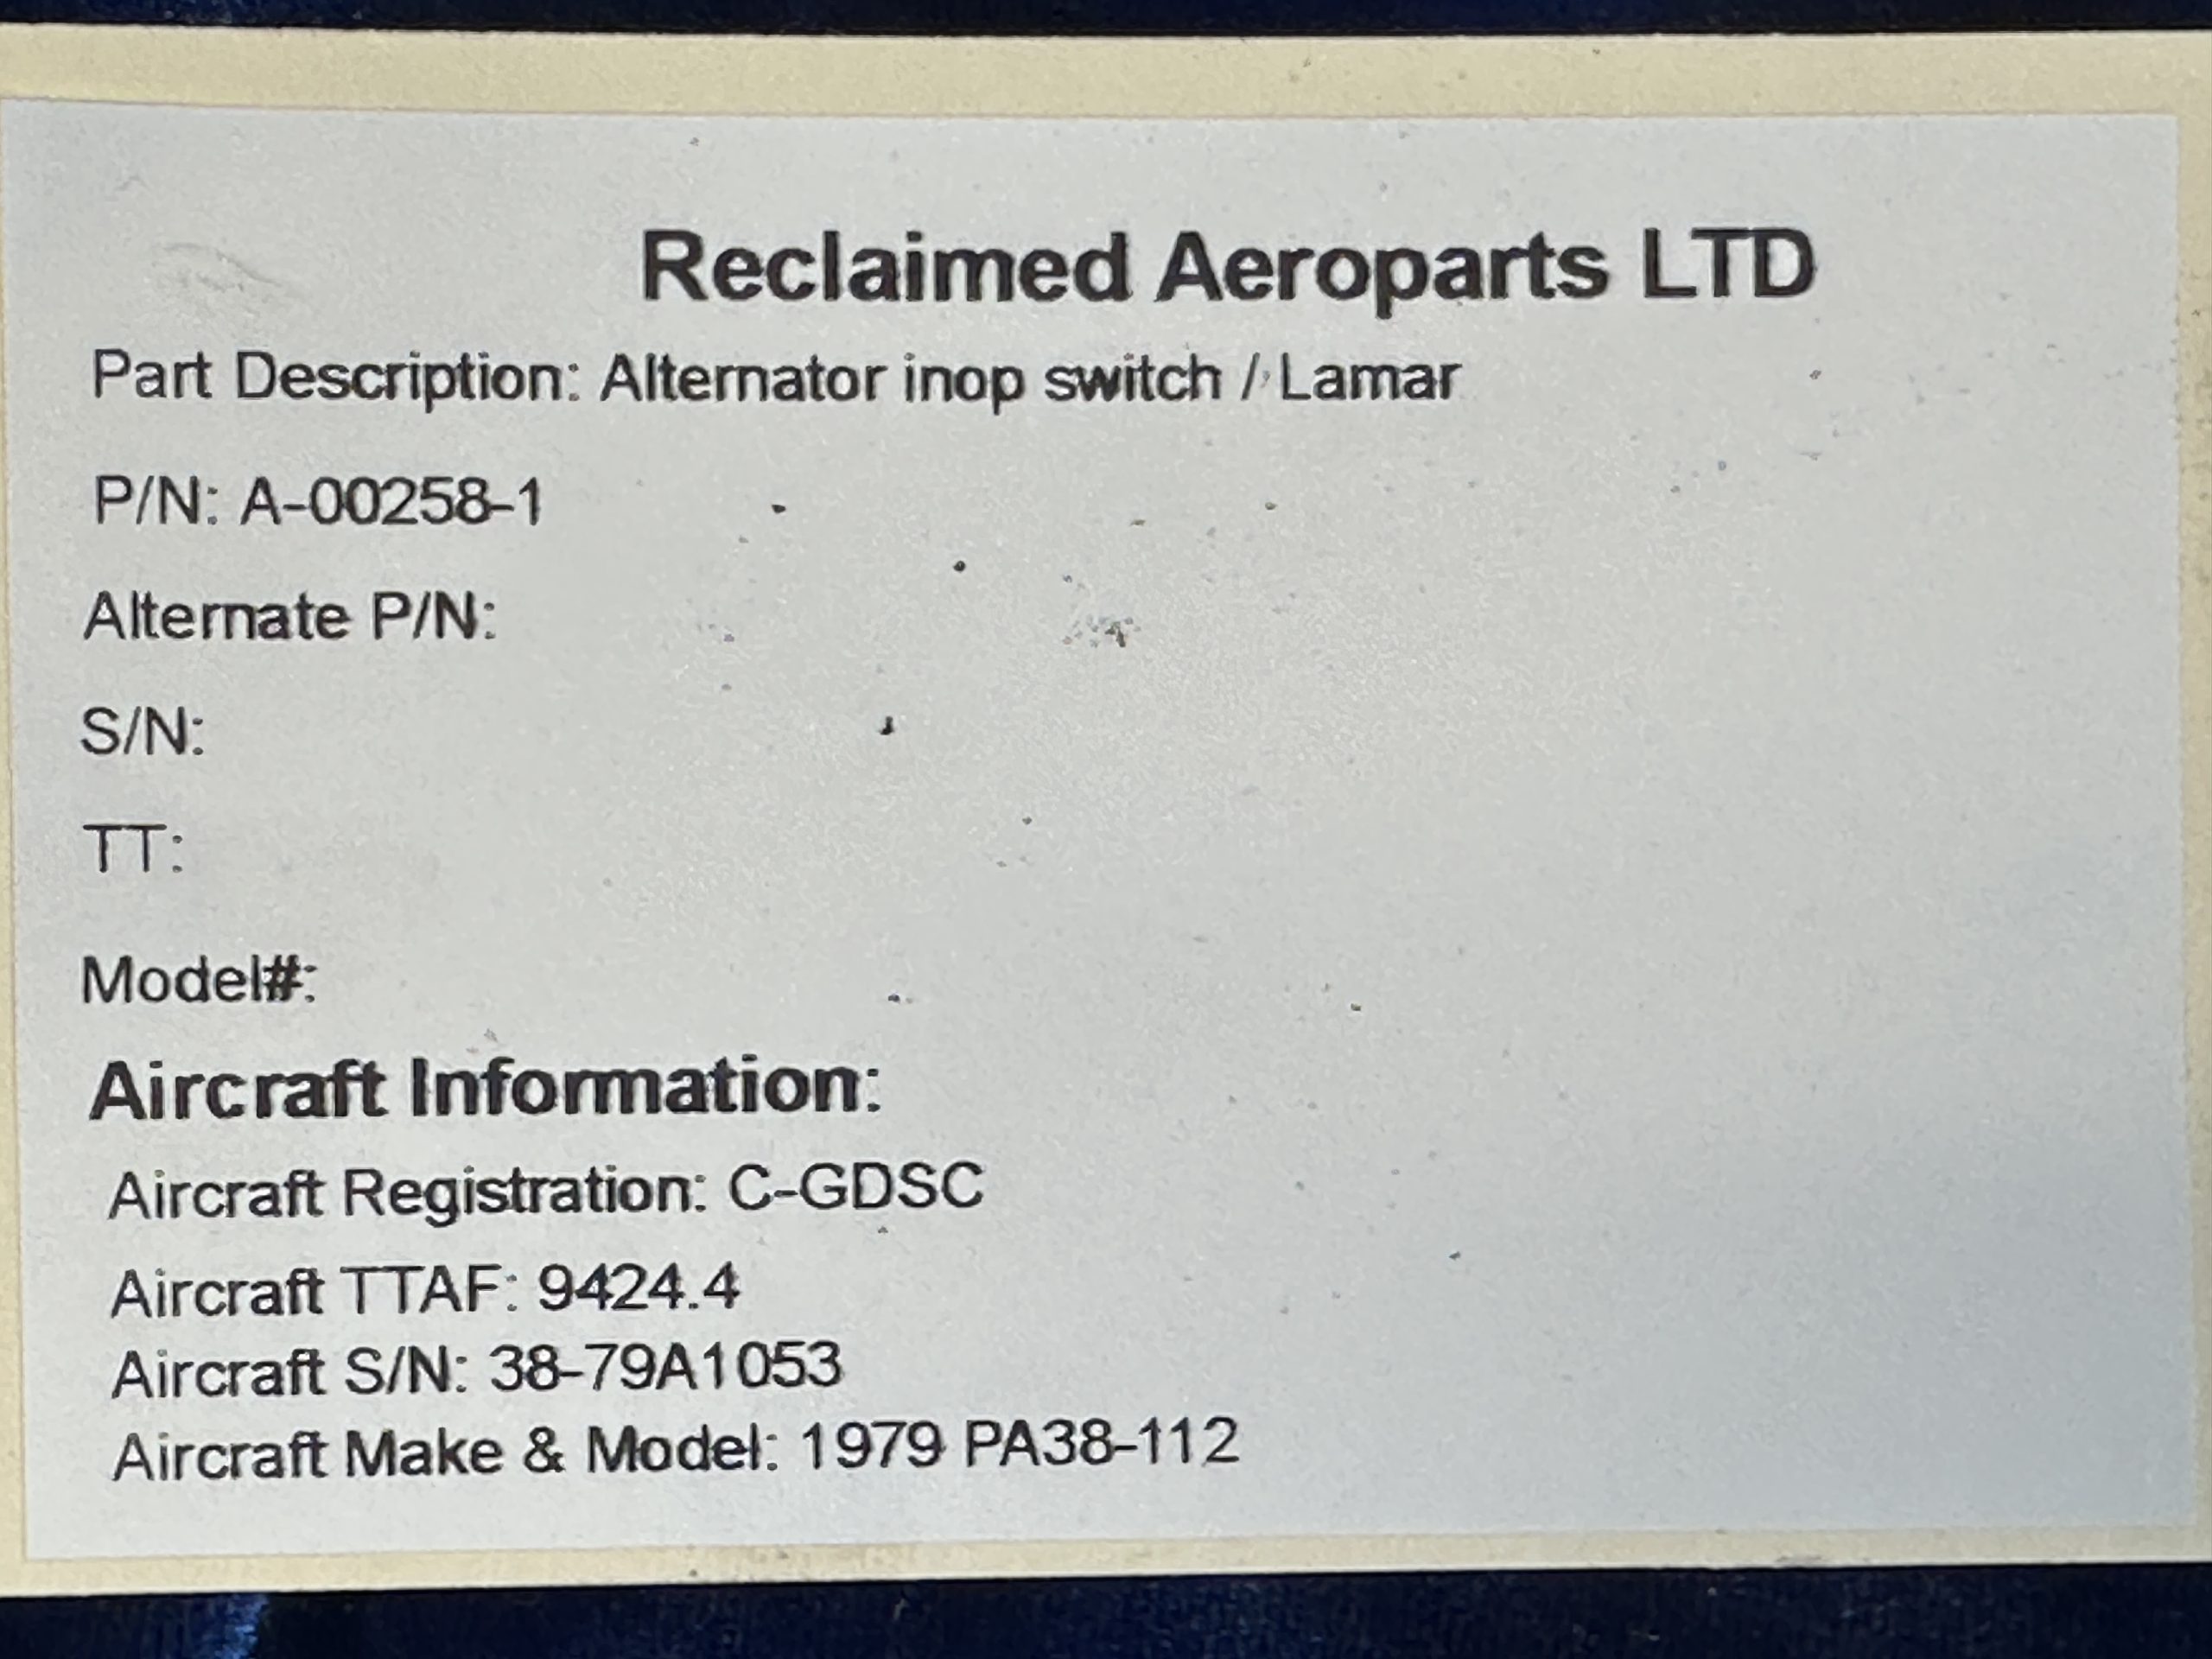 Reclaimed Aeroparts LTD
Part Description: Alternator inop switch / Lamar
P/N: A-00258-1
Alternate P/N:
S/N:
TT:
Model#:
Aircraft Information:
Aircraft Registration: C-GDSC
Aircraft TTAF: 9424.4
Aircraft S/N: 38-79A1053
Aircraft Make & Model: 1979 PA38-112